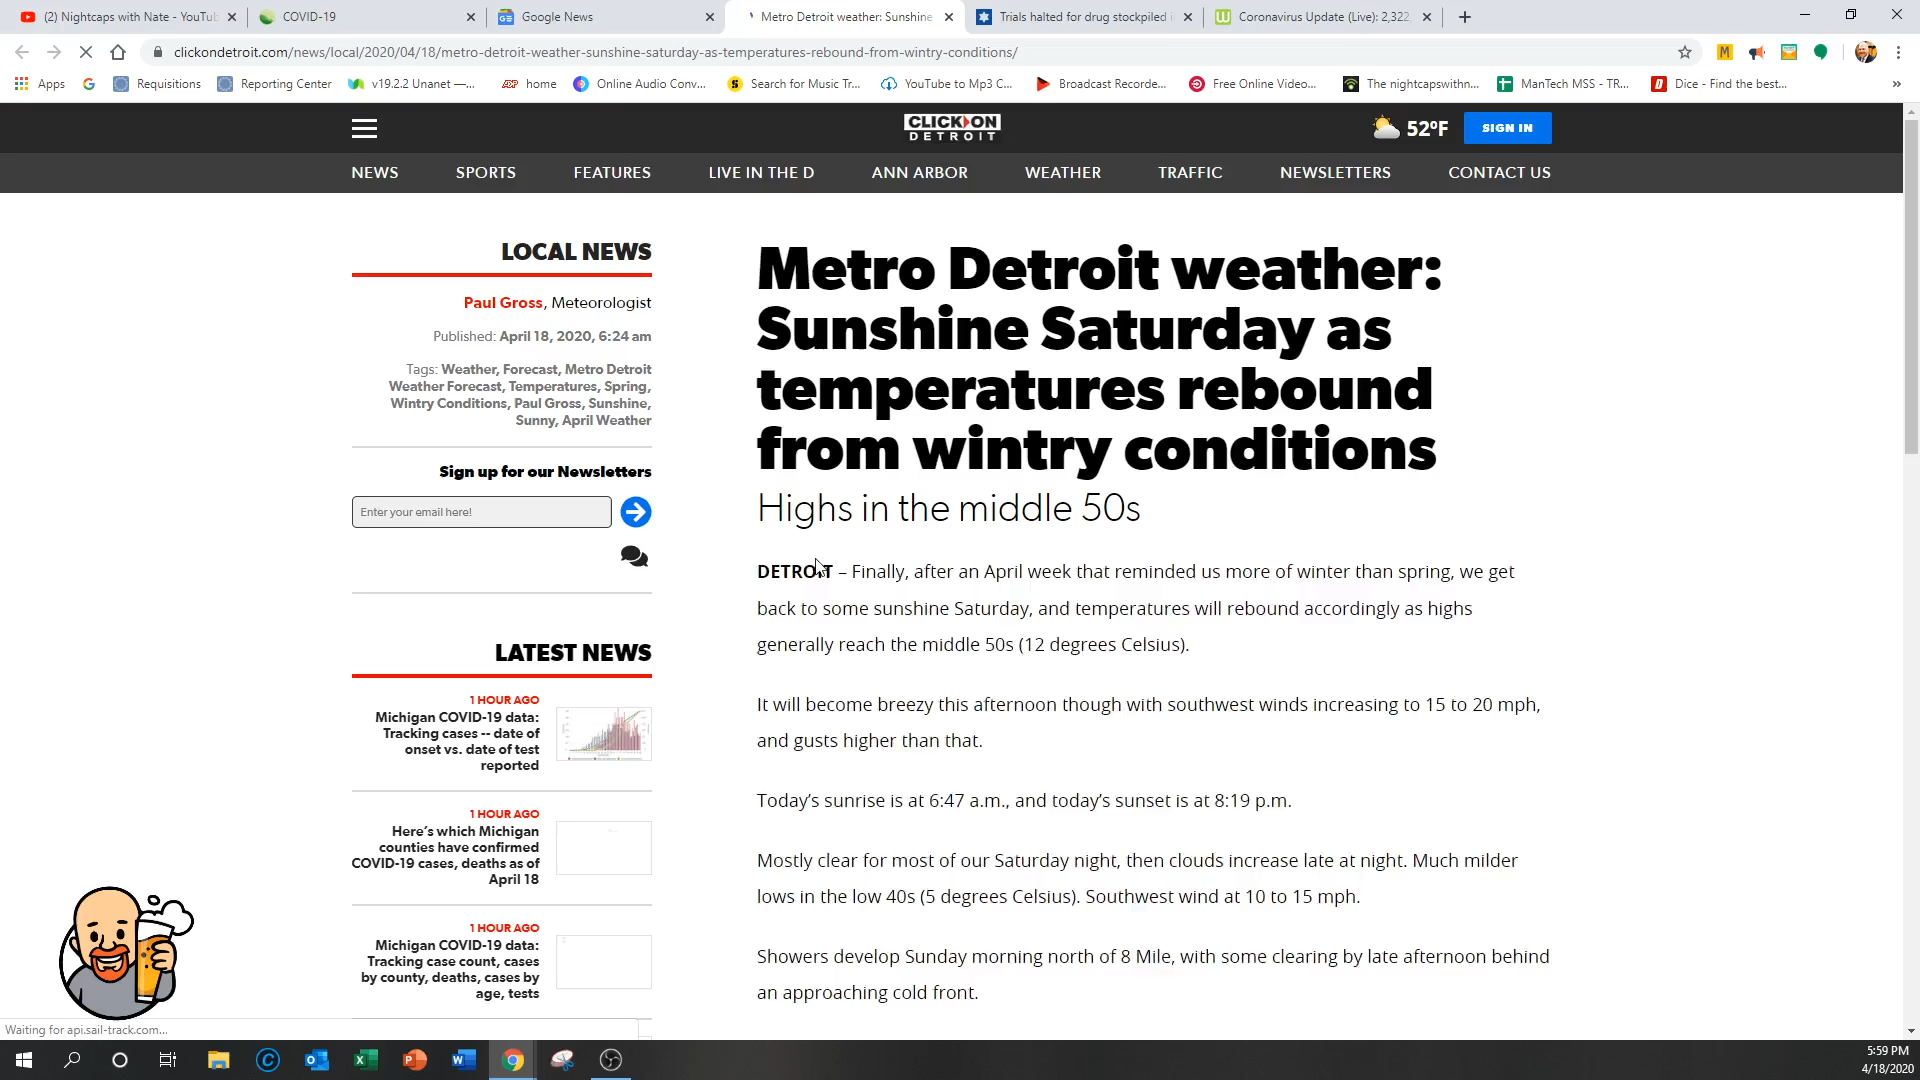 (2) Nightcaps with Nate - YouTu
COVID-19
Google News
Metro Detroit weather: Sunshine
Trials halted for drug stockpiled i
Coronavirus Update (Live): 2,322,
clickondetroit.com/news/local/2020/04/18/metro-detroit-weather-sunshine-saturday-as-temperatures-rebound-from-wintry-conditions/
Apps
Requisitions
Reporting Center
v19.2.2 Unanet —...
home
Online Audio Conv...
Search for Music Tr...
YouTube to Mp3 C...
Broadcast Recorde...
Free Online Video...
The nightcapswithn...
ManTech MSS - TR...
Dice - Find the best...
CLICK ON
DETROIT
52°F
SIGN IN
NEWS
SPORTS
FEATURES
LIVE IN THE D
ANN ARBOR
WEATHER
TRAFFIC
NEWSLETTERS
CONTACT US
LOCAL NEWS
Paul Gross, Meteorologist
Published: April 18, 2020, 6:24 am
Tags: Weather, Forecast, Metro Detroit
Weather Forecast, Temperatures, Spring,
Wintry Conditions, Paul Gross, Sunshine,
Sunny, April Weather
Sign up for our Newsletters
Enter your email here!
LATEST NEWS
1 HOUR AGO
Michigan COVID-19 data:
Tracking cases -- date of
onset vs. date of test
reported
1 HOUR AGO
Here's which Michigan
counties have confirmed
COVID-19 cases, deaths as of
April 18
1 HOUR AGO
Michigan COVID-19 data:
Tracking case count, cases
by county, deaths, cases by
age, tests
Metro Detroit weather:
Sunshine Saturday as
temperatures rebound
from wintry conditions
Highs in the middle 50s
DETROIT – Finally, after an April week that reminded us more of winter than spring, we get
back to some sunshine Saturday, and temperatures will rebound accordingly as highs
generally reach the middle 50s (12 degrees Celsius).
It will become breezy this afternoon though with southwest winds increasing to 15 to 20 mph,
and gusts higher than that.
Today's sunrise is at 6:47 a.m., and today's sunset is at 8:19 p.m.
Mostly clear for most of our Saturday night, then clouds increase late at night. Much milder
lows in the low 40s (5 degrees Celsius). Southwest wind at 10 to 15 mph.
Showers develop Sunday morning north of 8 Mile, with some clearing by late afternoon behind
an approaching cold front.
Waiting for api.sail-track.com...
5:59 PM
4/18/2020